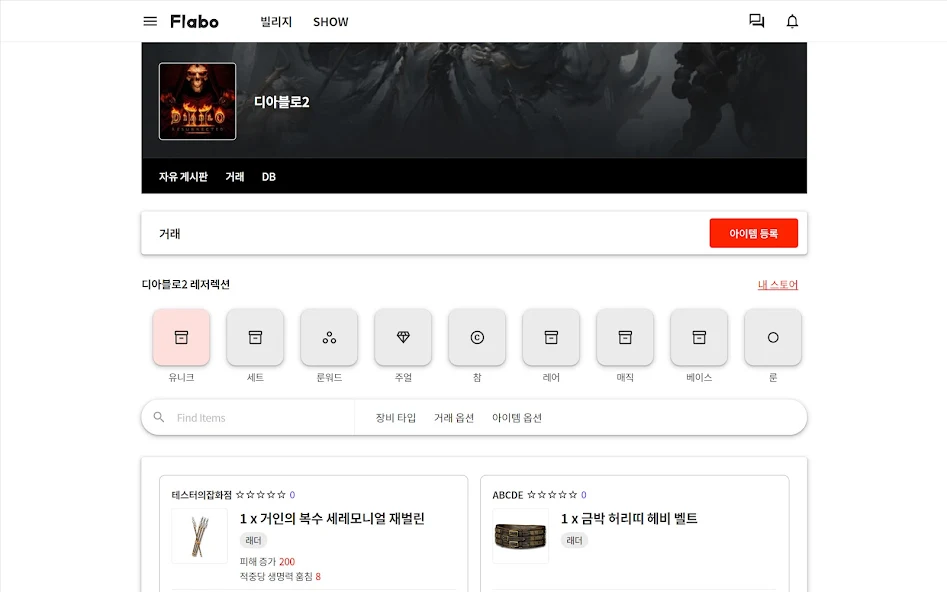 Flabo 빌리지 SHOW
DIABLO II
RESURRECTED
디아블로2
자유 게시판 거래 DB
거래 아이템 등록
디아블로2 레저렉션 내 스토어
유니크 세트 룬워드 주얼 참 레어 매직 베이스 룬
Find Items 장비 타입 거래 옵션 아이템 옵션
테스터의잡화점 ☆☆☆☆☆ 0
1 x 거인의 복수 세레모니얼 재벌린
래더
피해 증가 200
적중당 생명력 훔침 8
ABCDE ☆☆☆☆☆ 0
1 x 금박 허리띠 헤비 벨트
래더